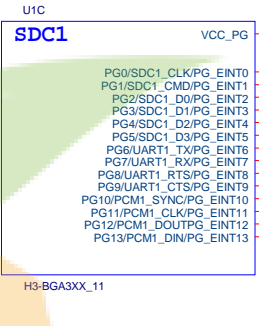 U1C
SDC1
VCC_PG
PG0/SDC1_CLK/PG_EINT0
PG1/SDC1_CMD/PG_EINT1
PG2/SDC1_D0/PG_EINT2
PG3/SDC1_D1/PG_EINT3
PG4/SDC1_D2/PG_EINT4
PG5/SDC1_D3/PG_EINT5
PG6/UART1_TX/PG_EINT6
PG7/UART1_RX/PG_EINT7
PG8/UART1_RTS/PG_EINT8
PG9/UART1_CTS/PG_EINT9
PG10/PCM1_SYNC/PG_EINT10
PG11/PCM1_CLK/PG_EINT11
PG12/PCM1_DOUTPG_EINT12
PG13/PCM1_DIN/PG_EINT13
H3-BGA3XX_11